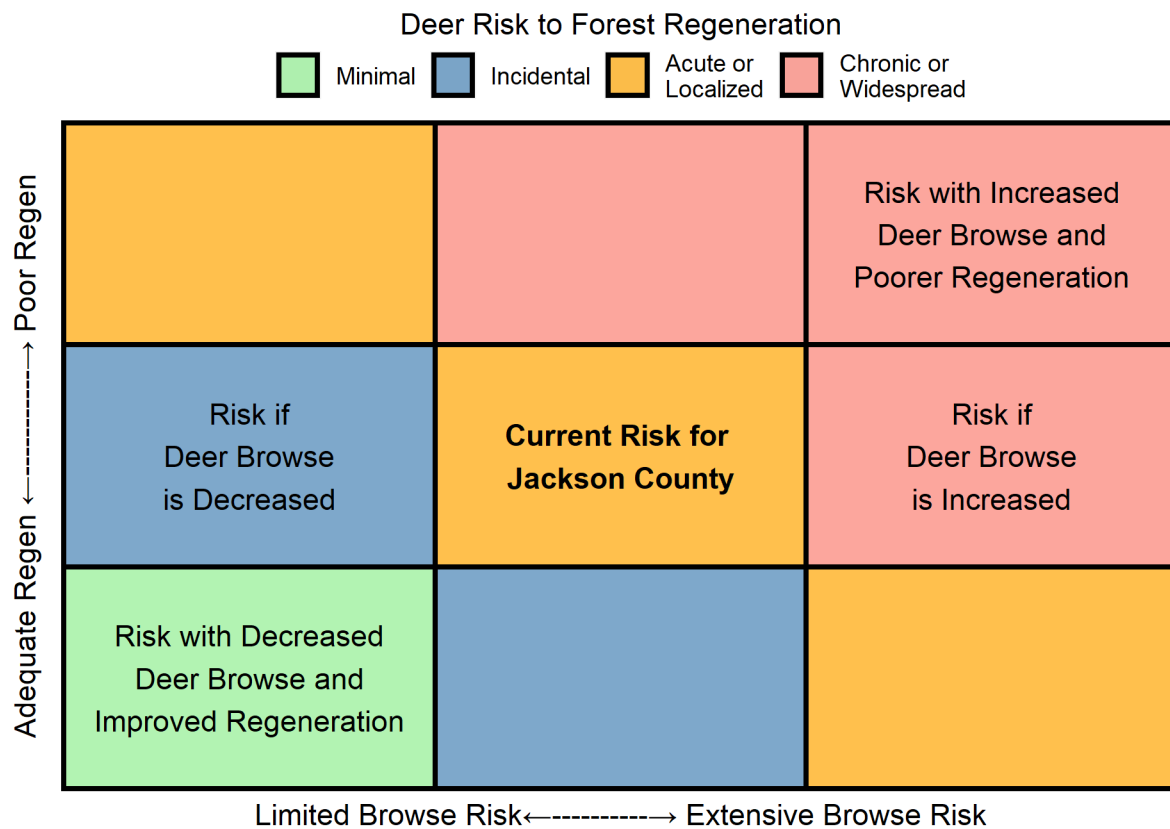 Deer Risk to Forest Regeneration
Minimal
Incidental
Acute or
Localized
Chronic or
Widespread
Adequate Regen ←----------→ Poor Regen
Risk with Increased
Deer Browse and
Poorer Regeneration
Risk if
Deer Browse
is Decreased
Current Risk for
Jackson County
Risk if
Deer Browse
is Increased
Risk with Decreased
Deer Browse and
Improved Regeneration
Limited Browse Risk←----------→ Extensive Browse Risk